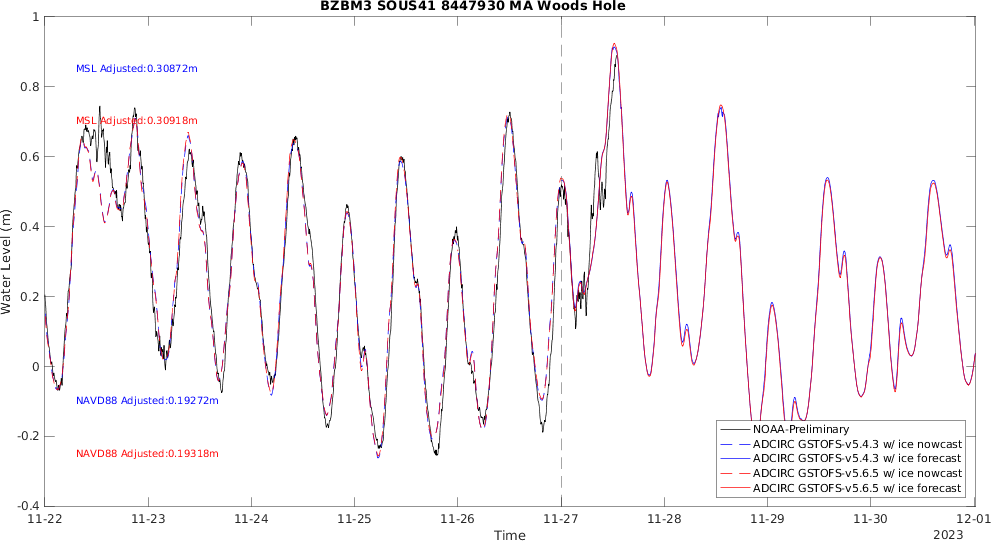 BZBM3 SOUS41 8447930 MA Woods Hole
1
0.8
0.6
0.4
0.2
0
-0.2
-0.4
Water Level (m)
MSL Adjusted:0.30872m
MSL Adjusted:0.30918m
NAVD88 Adjusted:0.19272m
NAVD88 Adjusted:0.19318m
NOAA-Preliminary
ADCIRC GSTOFS-v5.4.3 w/ ice nowcast
ADCIRC GSTOFS-v5.4.3 w/ ice forecast
ADCIRC GSTOFS-v5.6.5 w/ ice nowcast
ADCIRC GSTOFS-v5.6.5 w/ ice forecast
11-22 11-23 11-24 11-25 11-26 11-27 11-28 11-29 11-30 12-01
Time
2023